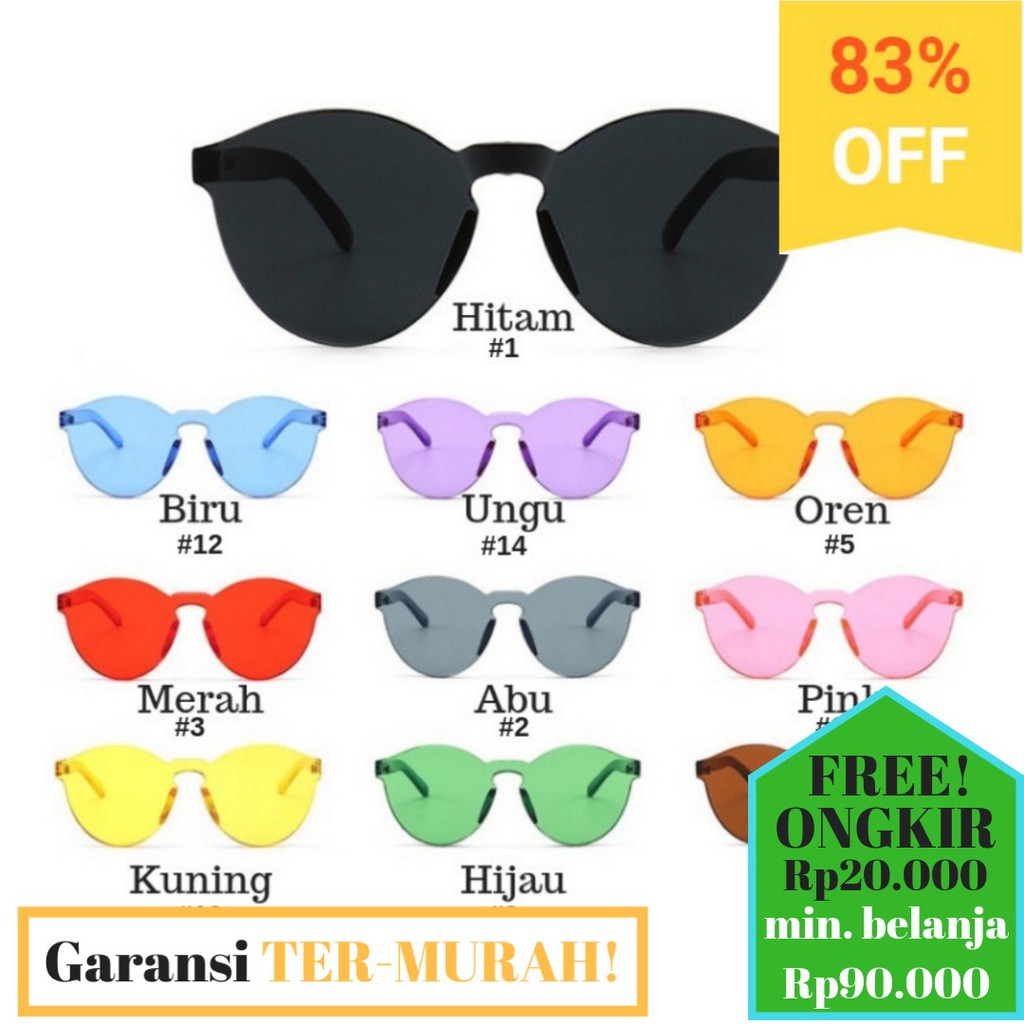 83%
OFF
Hitam
#1
Biru
#12
Ungu
#14
Oren
#5
Merah
#3
Abu
#2
Kuning
Hijau
FREE!
ONGKIR
Rp20.000
min. belanja
Rp90.000
Garansi TER-MURAH!